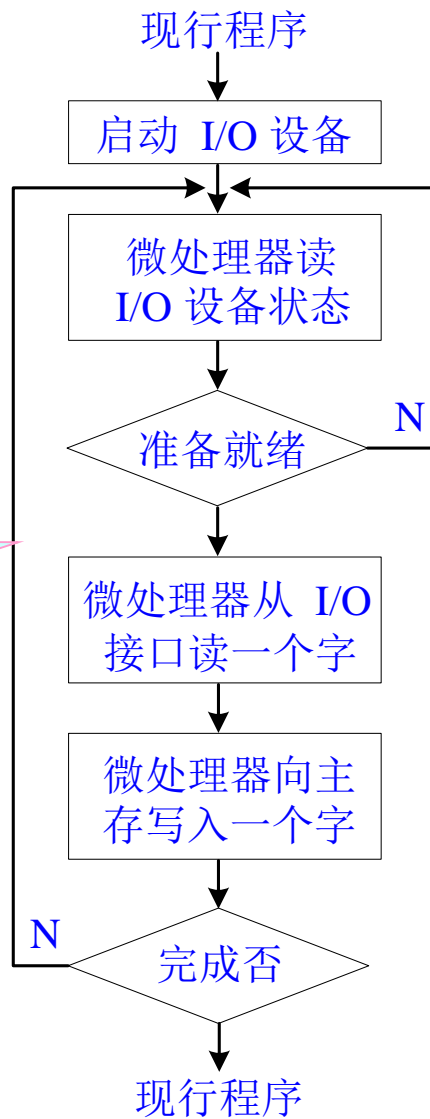 现行程序
启动 I/O 设备
微处理器读
I/O 设备状态
准备就绪
N
微处理器从 I/O
接口读一个字
微处理器向主
存写入一个字
N
完成否
现行程序